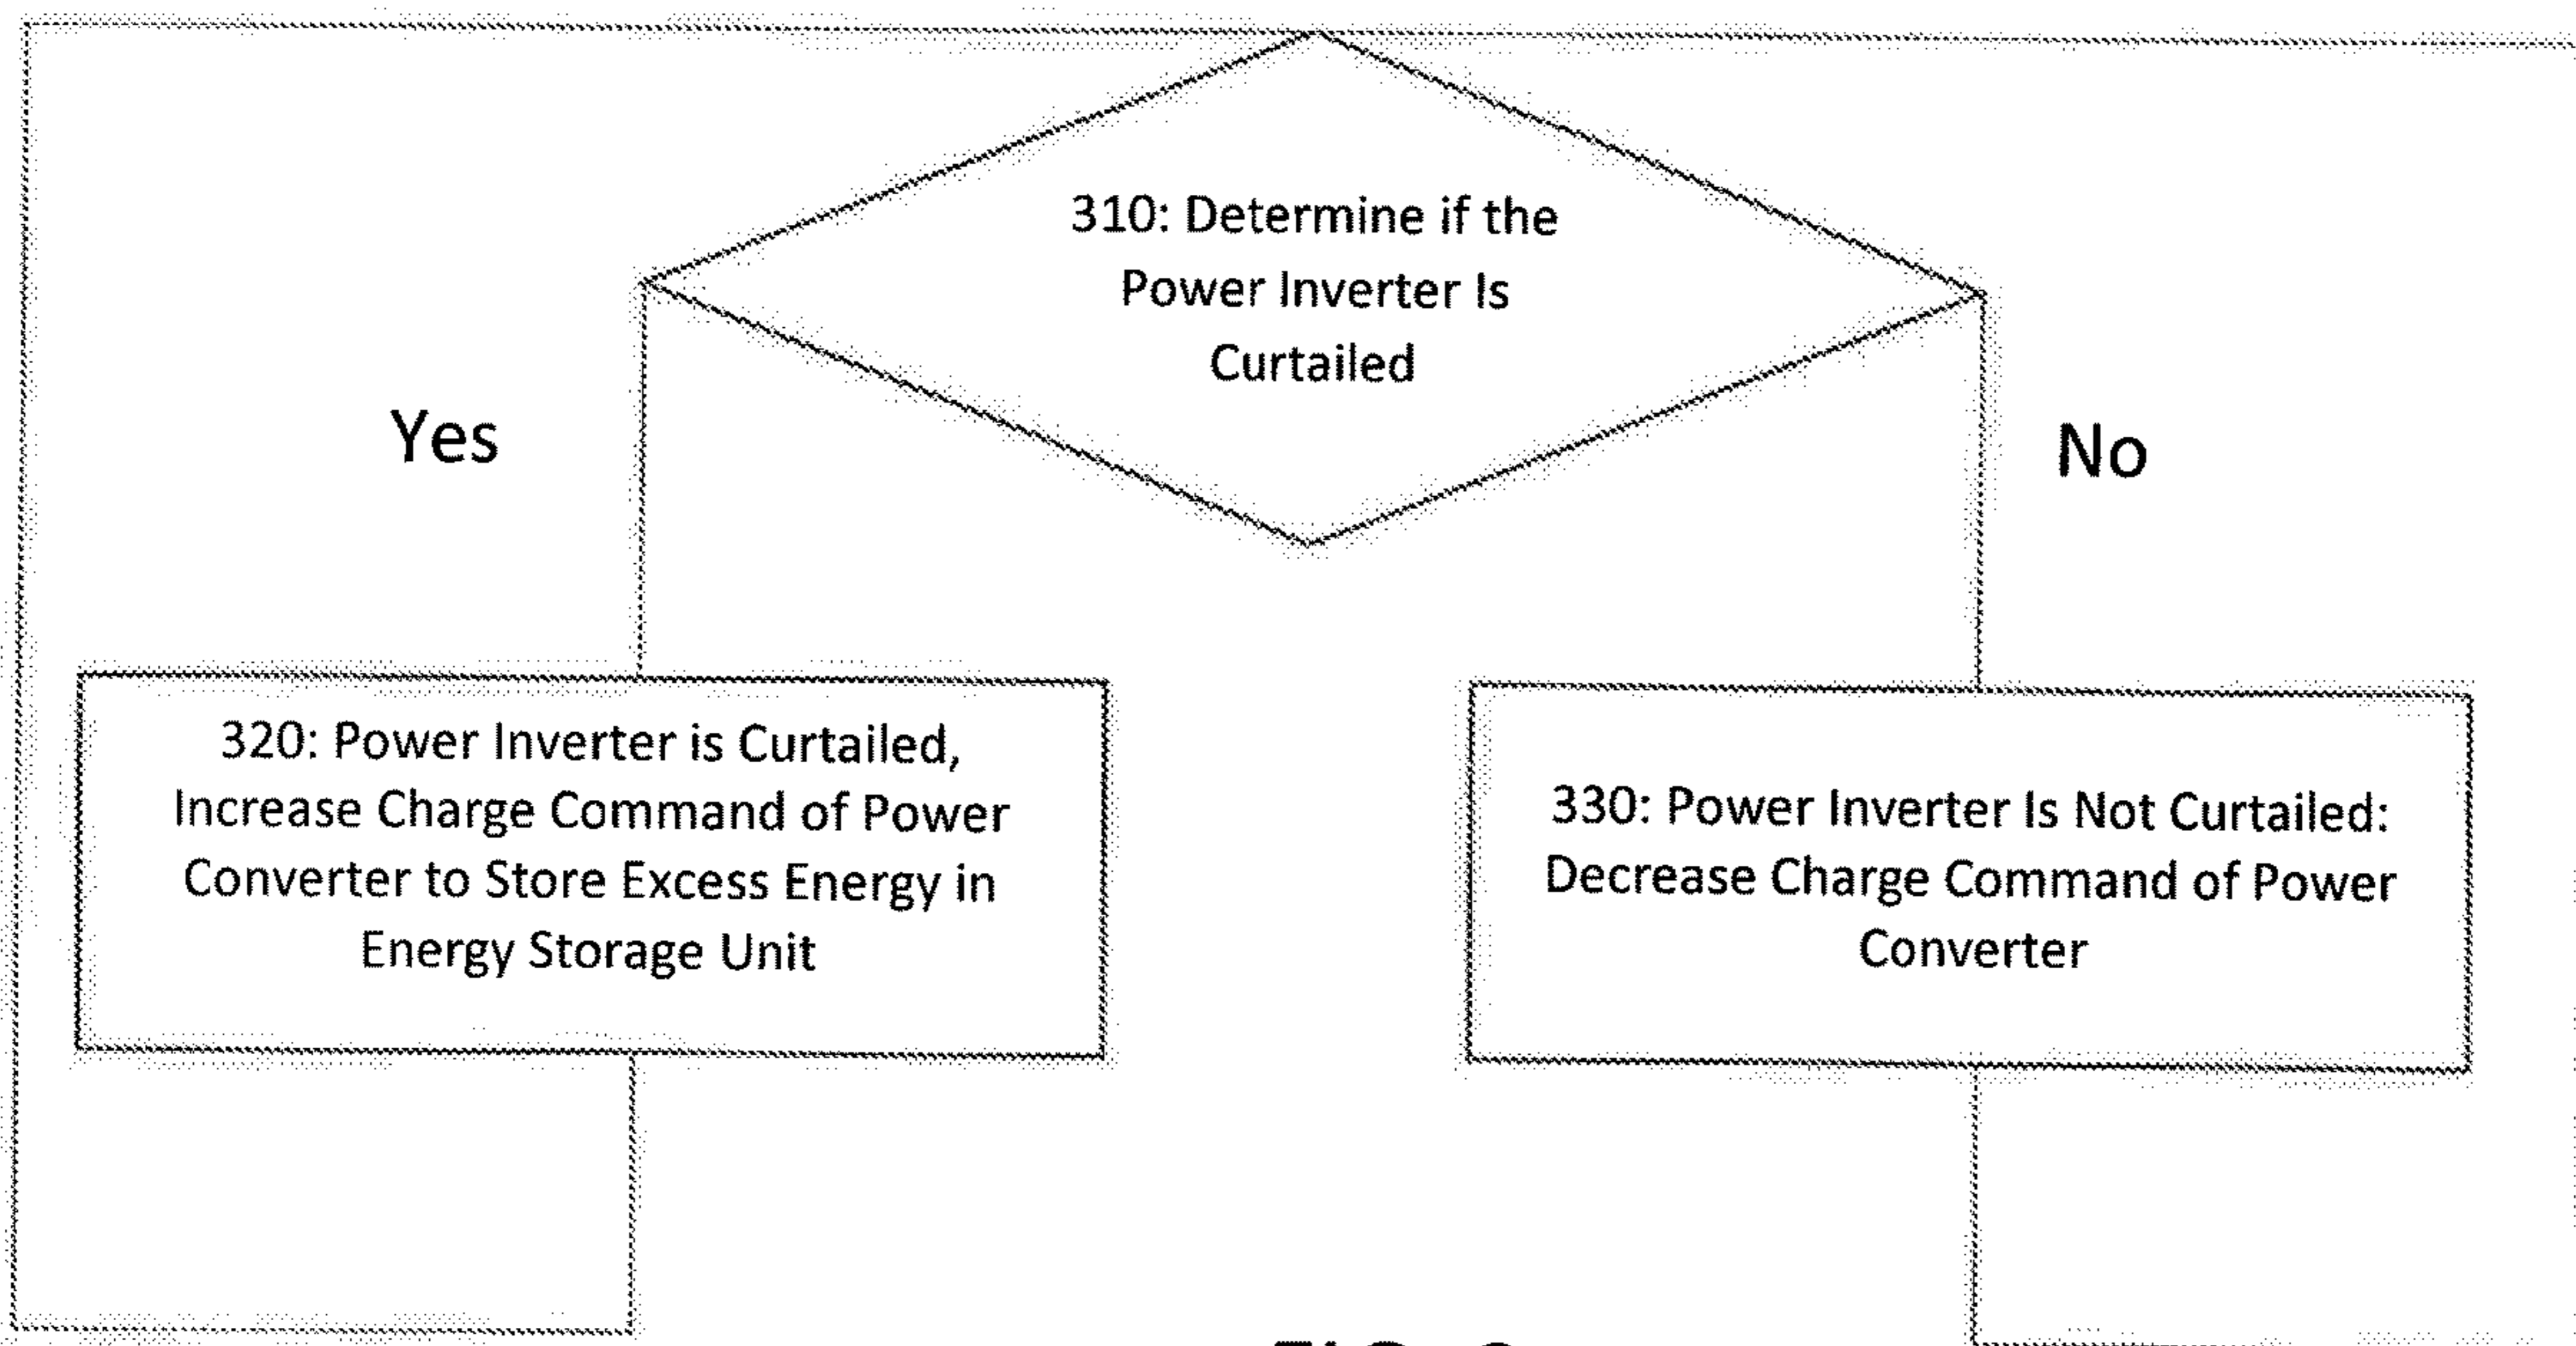 310: Determine if the
Power Inverter Is
Curtailed
Yes
No
320: Power Inverter is Curtailed,
Increase Charge Command of Power
Converter to Store Excess Energy in
Energy Storage Unit
330: Power Inverter Is Not Curtailed:
Decrease Charge Command of Power
Converter